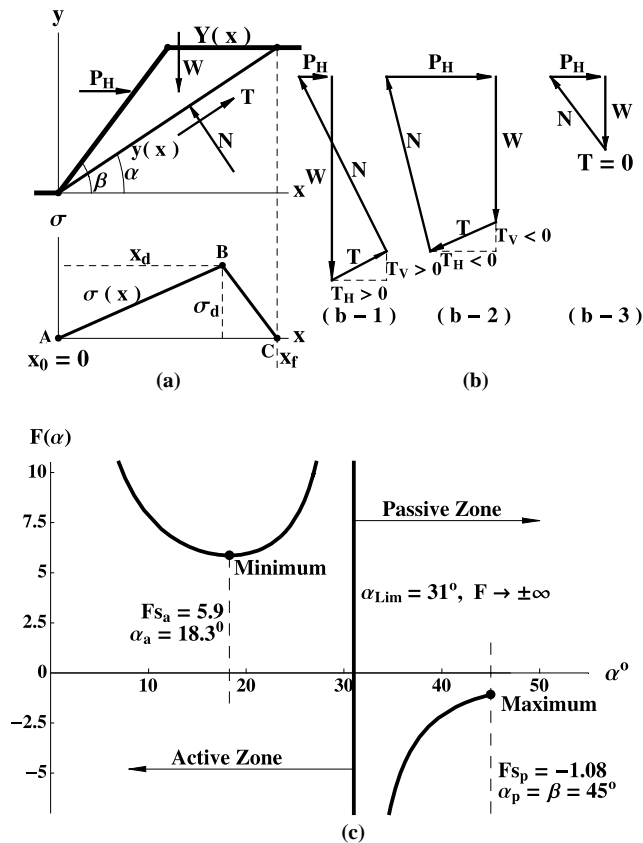 y
Y ( x )
P_H
W
T
N
y( x )
β
α
x
σ
x_d
B
σ ( x )
σ_d
A
x
C
x_0 = 0
x_f
(a)
P_H
W
N
T
T_V > 0
T_H > 0
( b − 1 )
P_H
N
W
T
T_V < 0
T_H < 0
( b − 2 )
P_H
W
N
T = 0
( b − 3 )
(b)
F(α)
10
7.5
5
2.5
0
−2.5
−5
10
20
30
40
50
α°
Passive Zone
Minimum
α_Lim = 31°, F → ±∞
Fs_a = 5.9
α_a = 18.3⁰
Maximum
Active Zone
Fs_p = −1.08
α_p = β = 45°
(c)